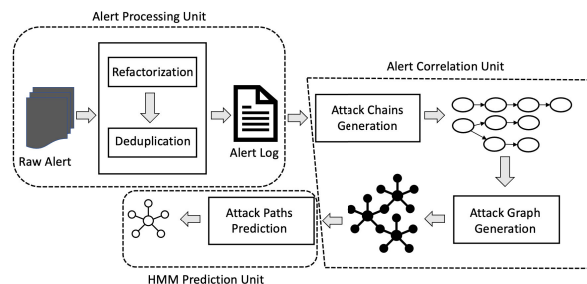 Alert Processing Unit
Refactorization
Deduplication
Raw Alert
Alert Log
Alert Correlation Unit
Attack Chains
Generation
Attack Graph
Generation
Attack Paths
Prediction
HMM Prediction Unit